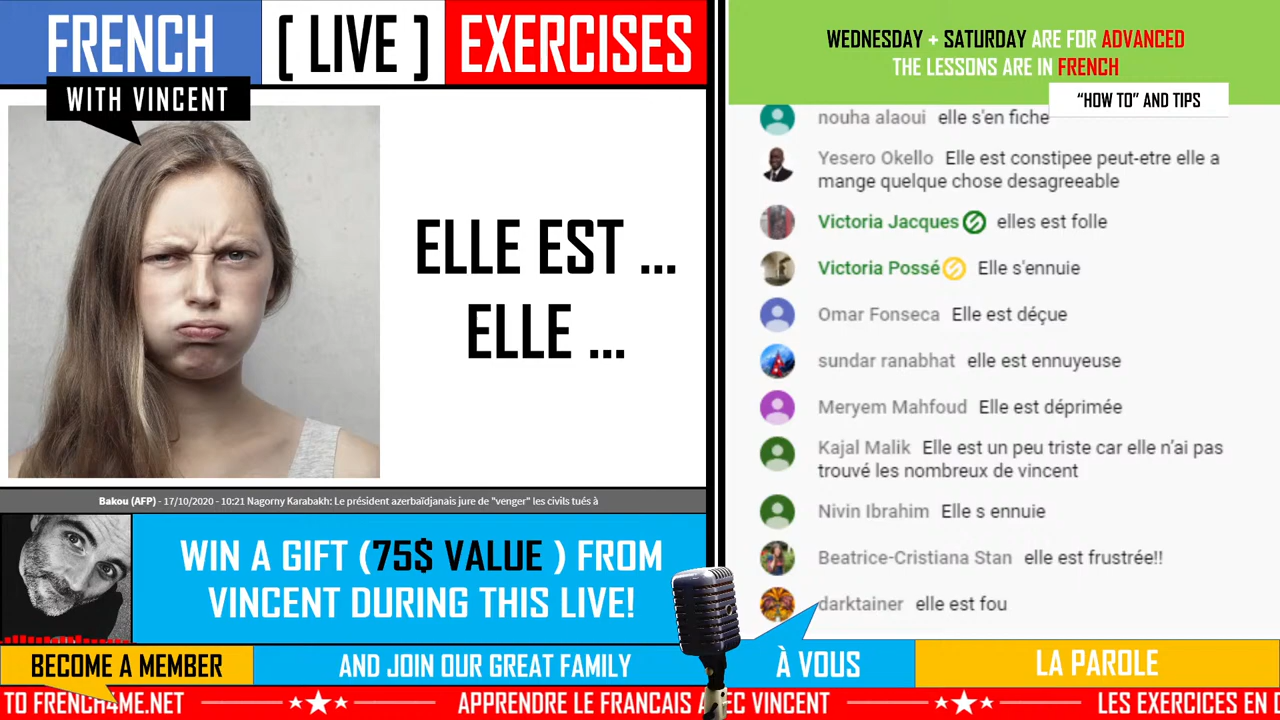 FRENCH
[ LIVE ]
EXERCISES
WITH VINCENT
ELLE EST ...
ELLE ...
Bakou (AFP) - 17/10/2020 - 10:21 Nagorny Karabakh: Le président azerbaïdjanais jure de "venger" les civils tués à
WIN A GIFT (75$ VALUE ) FROM
VINCENT DURING THIS LIVE!
BECOME A MEMBER
AND JOIN OUR GREAT FAMILY
WEDNESDAY + SATURDAY ARE FOR ADVANCED
THE LESSONS ARE IN FRENCH
“HOW TO” AND TIPS
nouha alaoui elle s'en fiche
Yesero Okello Elle est constipee peut-etre elle a
mange quelque chose desagreeable
Victoria Jacques elles est folle
Victoria Possé Elle s'ennuie
Omar Fonseca Elle est déçue
sundar ranabhat elle est ennuyeuse
Meryem Mahfoud Elle est déprimée
Kajal Malik Elle est un peu triste car elle n’ai pas
trouvé les nombreux de vincent
Nivin Ibrahim Elle s ennuie
Beatrice-Cristiana Stan elle est frustrée!!
darktainer elle est fou
À VOUS
LA PAROLE
TO FRENCH4ME.NET
APPRENDRE LE FRANCAIS AVEC VINCENT
LES EXERCICES EN